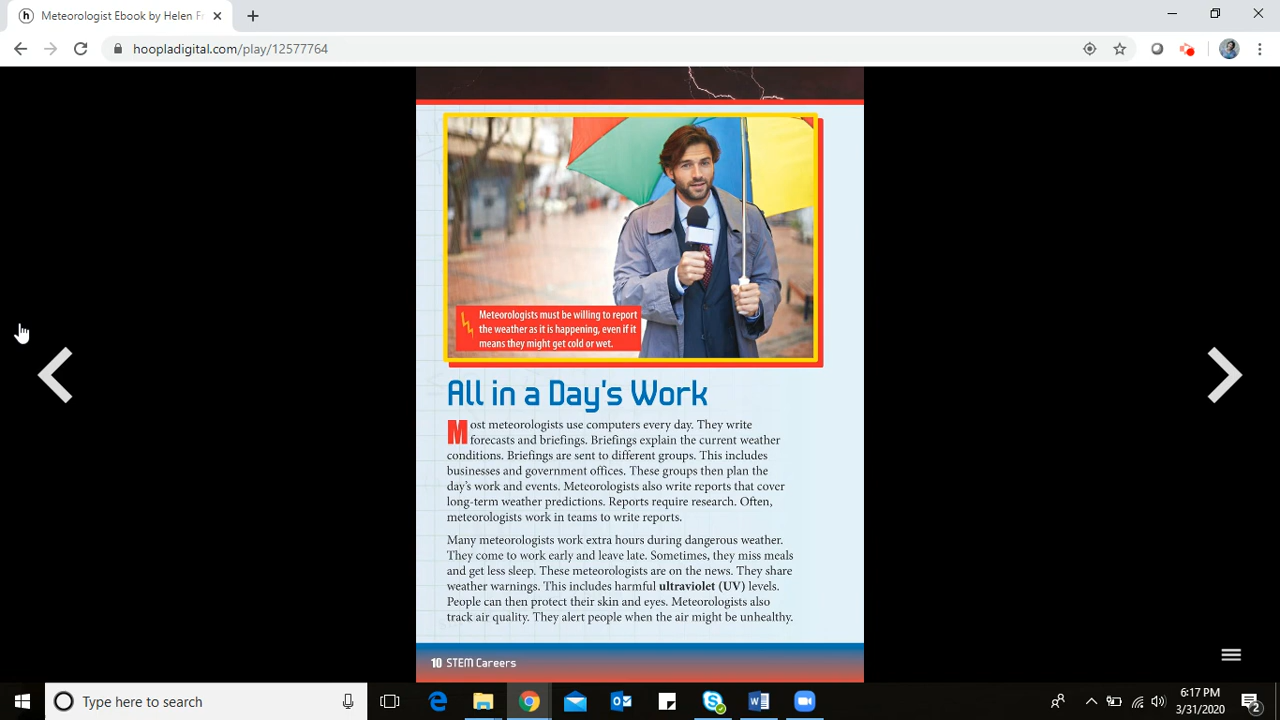 Meteorologist Ebook by Helen F
hoopladigital.com/play/12577764
Meteorologists must be willing to report
the weather as it is happening, even if it
means they might get cold or wet.
All in a Day's Work
Most meteorologists use computers every day. They write
forecasts and briefings. Briefings explain the current weather
conditions. Briefings are sent to different groups. This includes
businesses and government offices. These groups then plan the
day's work and events. Meteorologists also write reports that cover
long-term weather predictions. Reports require research. Often,
meteorologists work in teams to write reports.
Many meteorologists work extra hours during dangerous weather.
They come to work early and leave late. Sometimes, they miss meals
and get less sleep. These meteorologists are on the news. They share
weather warnings. This includes harmful ultraviolet (UV) levels.
People can then protect their skin and eyes. Meteorologists also
track air quality. They alert people when the air might be unhealthy.
10 STEM Careers
Type here to search
6:17 PM
3/31/2020
2